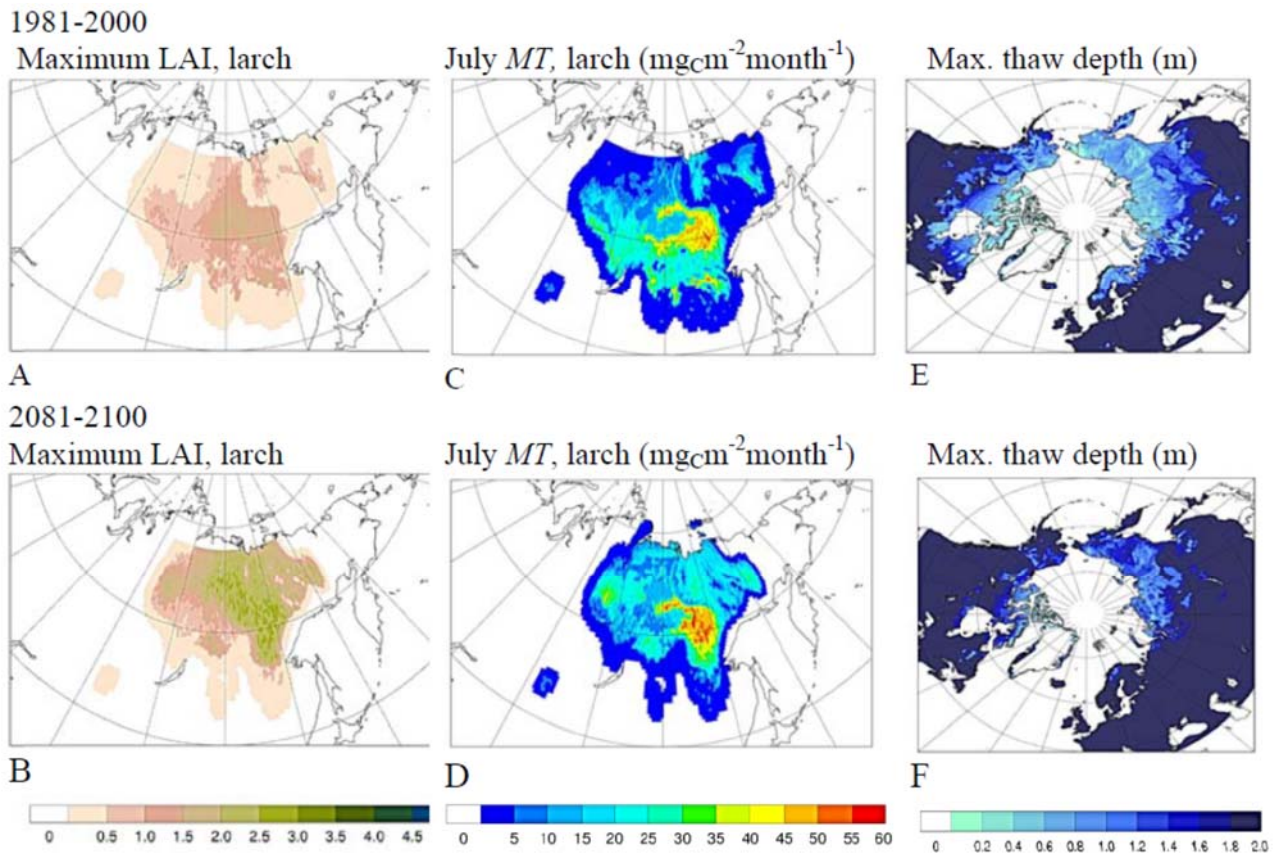 1981-2000
Maximum LAI, larch
July MT, larch (mgCm-2month-1)
Max. thaw depth (m)
A
C
E
2081-2100
Maximum LAI, larch
July MT, larch (mgCm-2month-1)
Max. thaw depth (m)
B
D
F
0 0.5 1.0 1.5 2.0 2.5 3.0 3.5 4.0 4.5
0 5 10 15 20 25 30 35 40 45 50 55 60
0 0.2 0.4 0.6 0.8 1.0 1.2 1.4 1.6 1.8 2.0